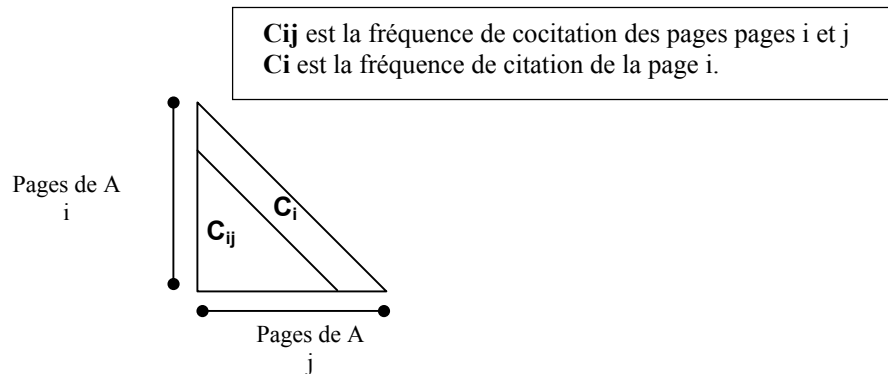 Cij est la fréquence de cocitation des pages pages i et j
Ci est la fréquence de citation de la page i.
Pages de A
i
Ci
Cij
Pages de A
j